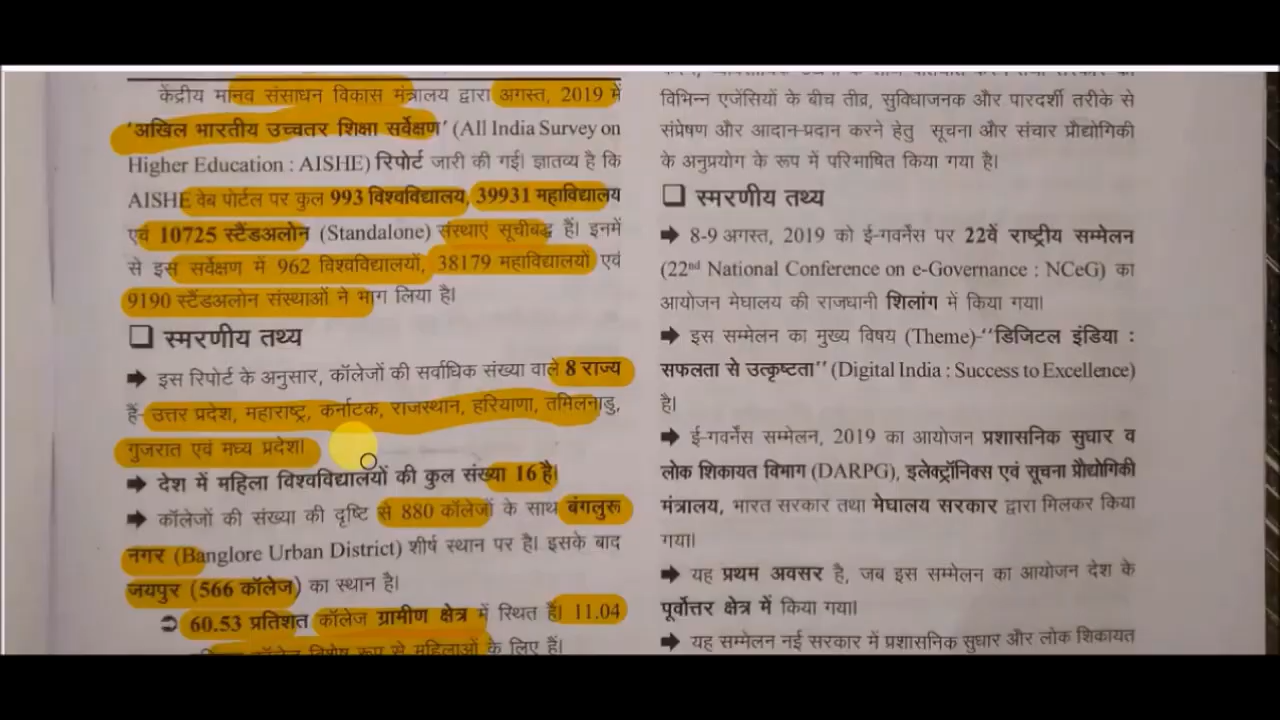 केंद्रीय मानव संसाधन विकास मंत्रालय द्वारा अगस्त, 2019 में
'अखिल भारतीय उच्चतर शिक्षा सर्वेक्षण' (All India Survey on
Higher Education : AISHE) रिपोर्ट जारी की गई। ज्ञातव्य है कि
AISHE वेब पोर्टल पर कुल 993 विश्वविद्यालय, 39931 महाविद्यालय
एवं 10725 स्टैंडअलोन (Standalone) संस्थाएं सूचीबद्ध हैं। इनमें
से इस सर्वेक्षण में 962 विश्वविद्यालयों, 38179 महाविद्यालयों एवं
9190 स्टैंडअलोन संस्थाओं ने भाग लिया है।
❑ स्मरणीय तथ्य
➡ इस रिपोर्ट के अनुसार, कॉलेजों की सर्वाधिक संख्या वाले 8 राज्य
हैं- उत्तर प्रदेश, महाराष्ट्र, कर्नाटक, राजस्थान, हरियाणा, तमिलनाडु,
गुजरात एवं मध्य प्रदेश।
➡ देश में महिला विश्वविद्यालयों की कुल संख्या 16 है।
➡ कॉलेजों की संख्या की दृष्टि से 880 कॉलेजों के साथ बंगलुरू
नगर (Banglore Urban District) शीर्ष स्थान पर है। इसके बाद
जयपुर (566 कॉलेज) का स्थान है।
➲ 60.53 प्रतिशत कॉलेज ग्रामीण क्षेत्र में स्थित है। 11.04
कॉलेज विशेष रूप से महिलाओं के लिए हैं।
विभिन्न एजेंसियों के बीच तीव्र, सुविधाजनक और पारदर्शी तरीके से
संप्रेषण और आदान-प्रदान करने हेतु सूचना और संचार प्रौद्योगिकी
के अनुप्रयोग के रूप में परिभाषित किया गया है।
❑ स्मरणीय तथ्य
➡ 8-9 अगस्त, 2019 को ई-गवर्नेंस पर 22वें राष्ट्रीय सम्मेलन
(22nd National Conference on e-Governance : NCeG) का
आयोजन मेघालय की राजधानी शिलांग में किया गया।
➡ इस सम्मेलन का मुख्य विषय (Theme)-''डिजिटल इंडिया :
सफलता से उत्कृष्टता'' (Digital India : Success to Excellence)
है।
➡ ई-गवर्नेंस सम्मेलन, 2019 का आयोजन प्रशासनिक सुधार व
लोक शिकायत विभाग (DARPG), इलेक्ट्रॉनिक्स एवं सूचना प्रौद्योगिकी
मंत्रालय, भारत सरकार तथा मेघालय सरकार द्वारा मिलकर किया
गया।
➡ यह प्रथम अवसर है, जब इस सम्मेलन का आयोजन देश के
पूर्वोत्तर क्षेत्र में किया गया।
➡ यह सम्मेलन नई सरकार में प्रशासनिक सुधार और लोक शिकायत